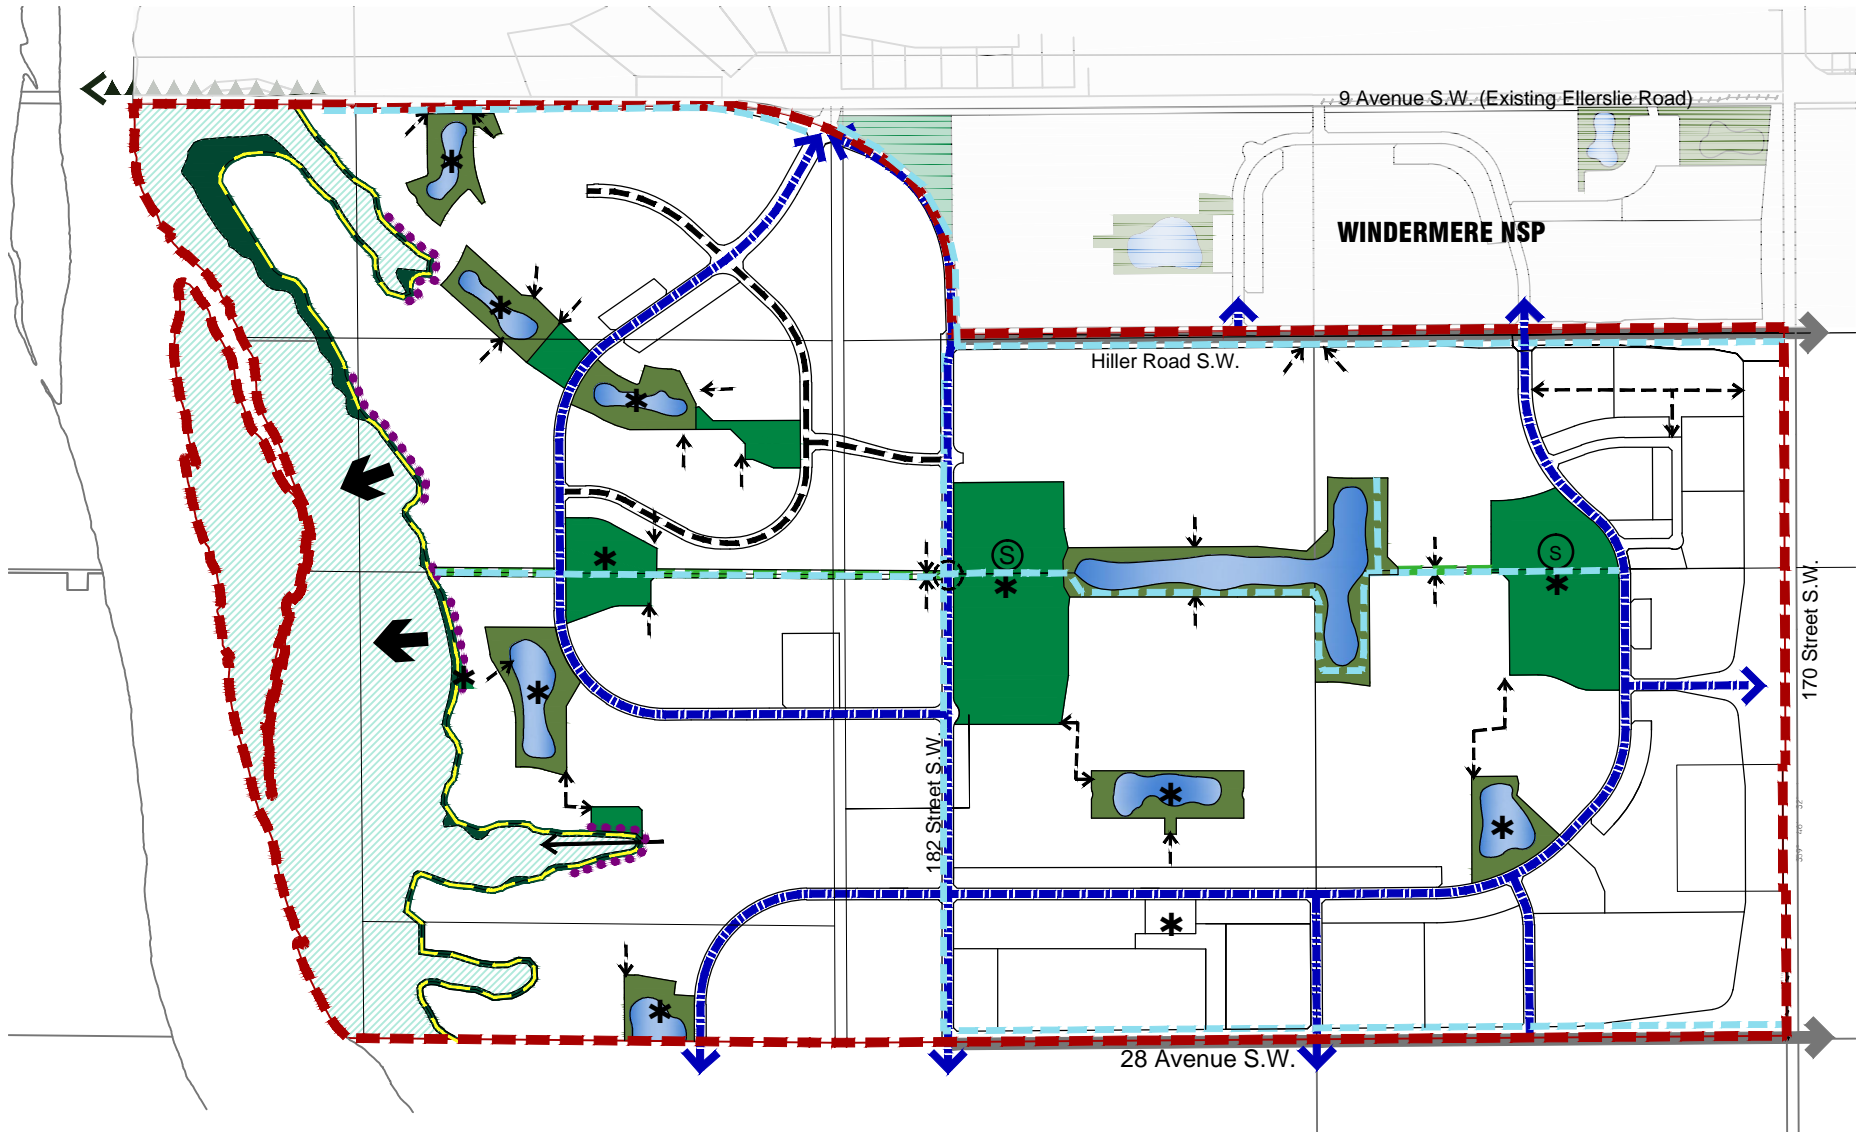 9 Avenue S.W. (Existing Ellerslie Road)
WINDERMERE NSP
Hiller Road S.W.
S
S
170 Street S.W.
182 Street S.W.
28 Avenue S.W.